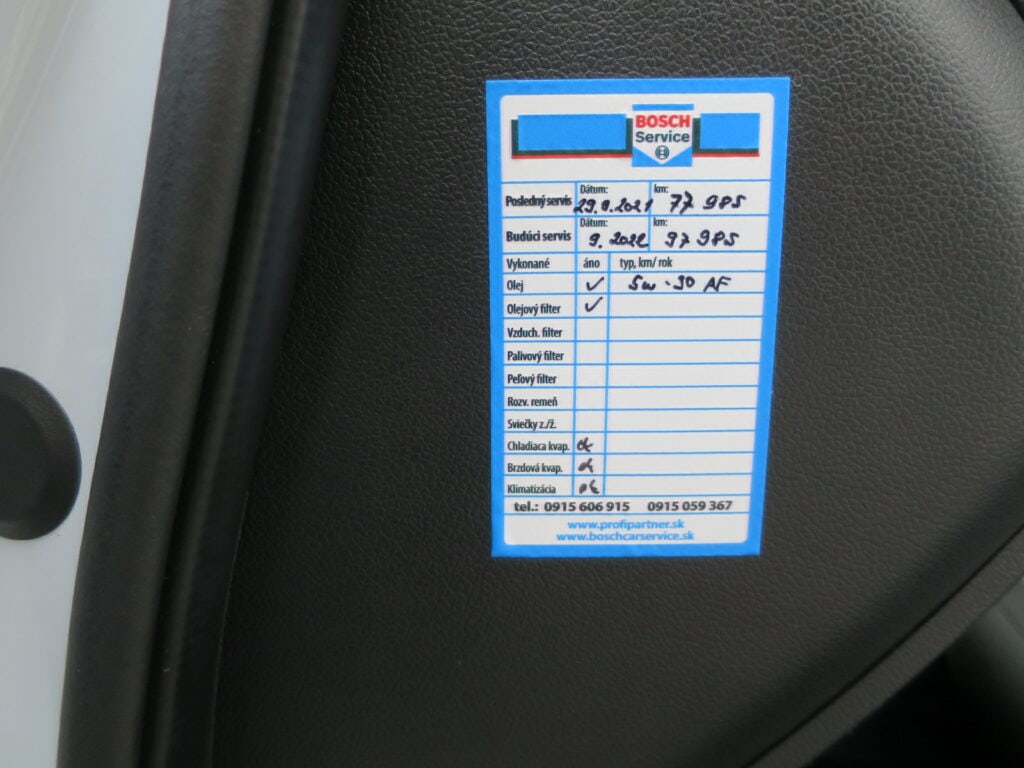 BOSCH
Service
Posledný servis Dátum: 29.9.2021 km: 77 985
Budúci servis Dátum: 9. 2022 km: 97 985
Vykonané áno typ, km/ rok
Olej ✓ 5w-30 AF
Olejový filter ✓
Vzduch. filter
Palivový filter
Peľový filter
Rozv. remeň
Sviečky z./ž.
Chladiaca kvap. ok
Brzdová kvap. ok
Klimatizácia ok
tel.: 0915 606 915 0915 059 367
www.profipartner.sk
www.boschcarservice.sk